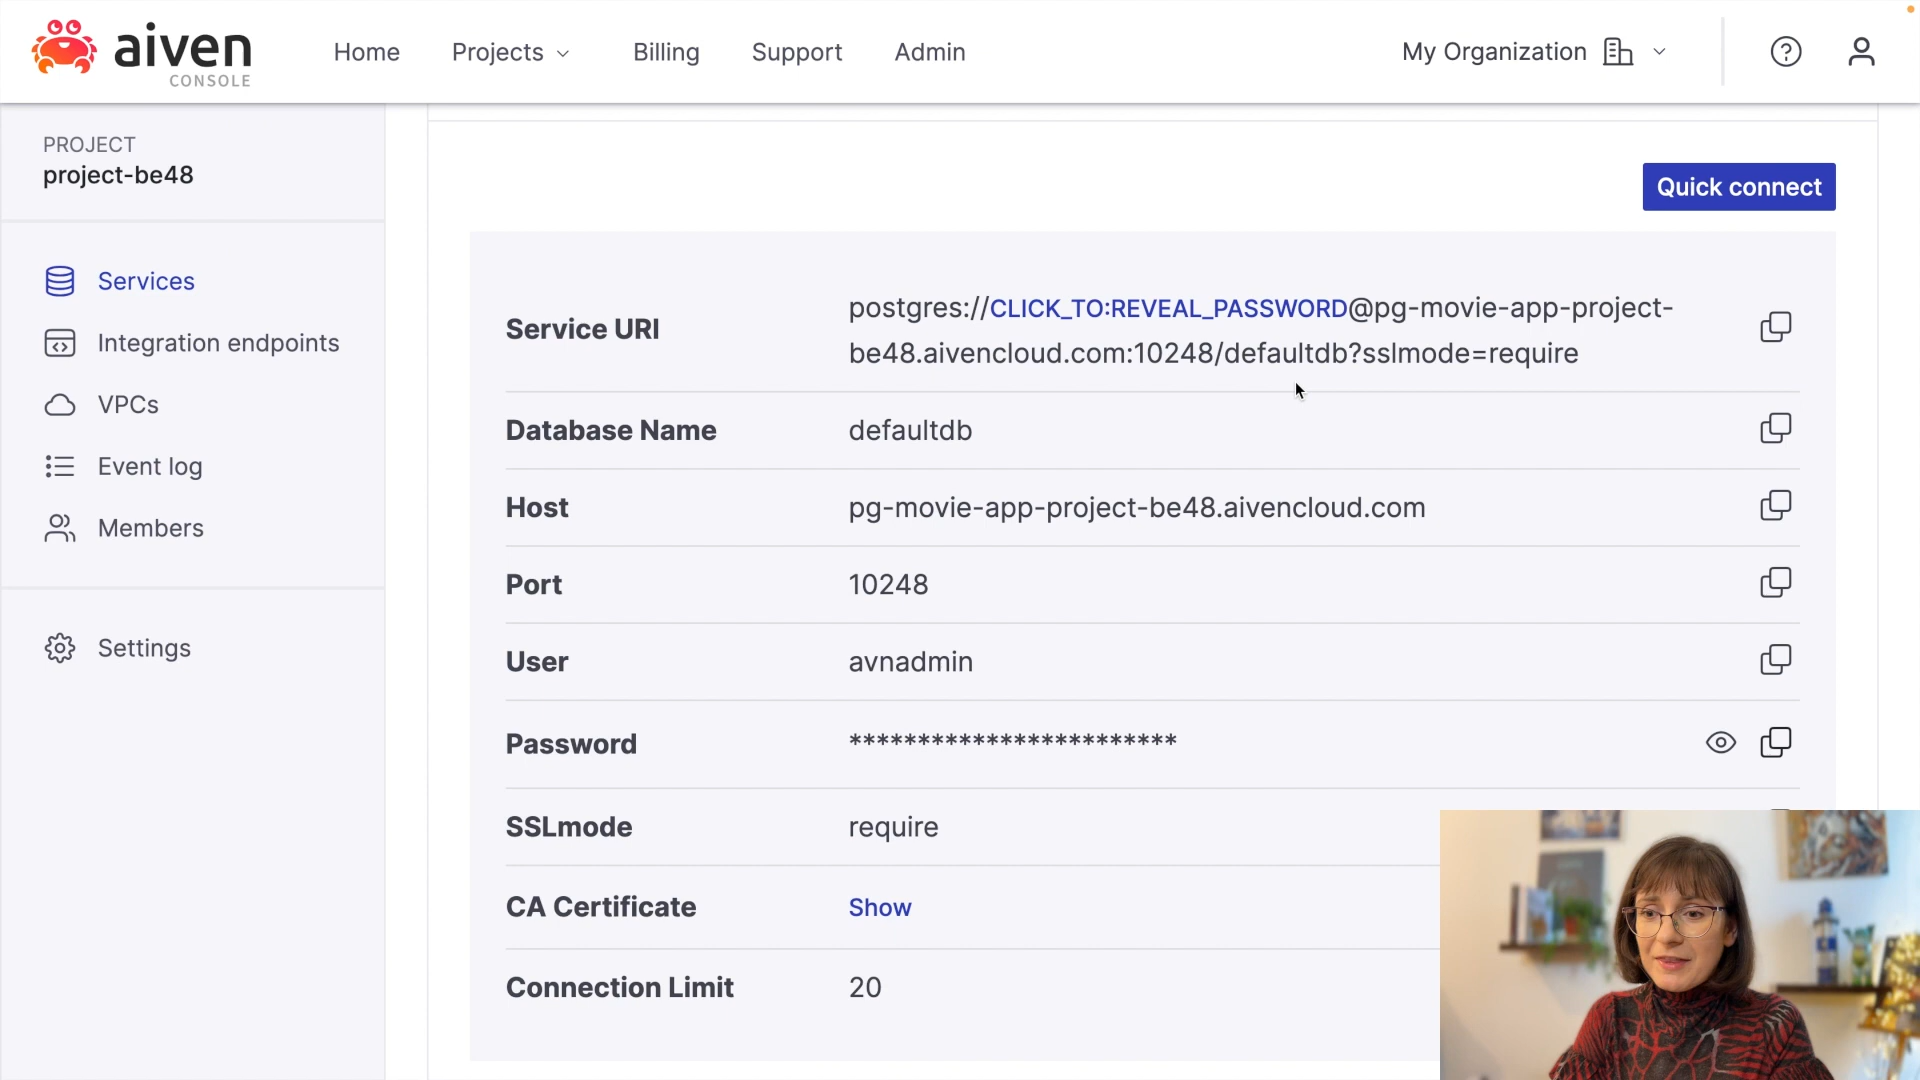 aiven
CONSOLE
Home
Projects
Billing
Support
Admin
My Organization
PROJECT
project-be48
Services
Integration endpoints
VPCs
Event log
Members
Settings
Quick connect
Service URI
postgres://CLICK_TO:REVEAL_PASSWORD@pg-movie-app-project-
be48.aivencloud.com:10248/defaultdb?sslmode=require
Database Name
defaultdb
Host
pg-movie-app-project-be48.aivencloud.com
Port
10248
User
avnadmin
Password
************************
SSLmode
require
CA Certificate
Show
Connection Limit
20